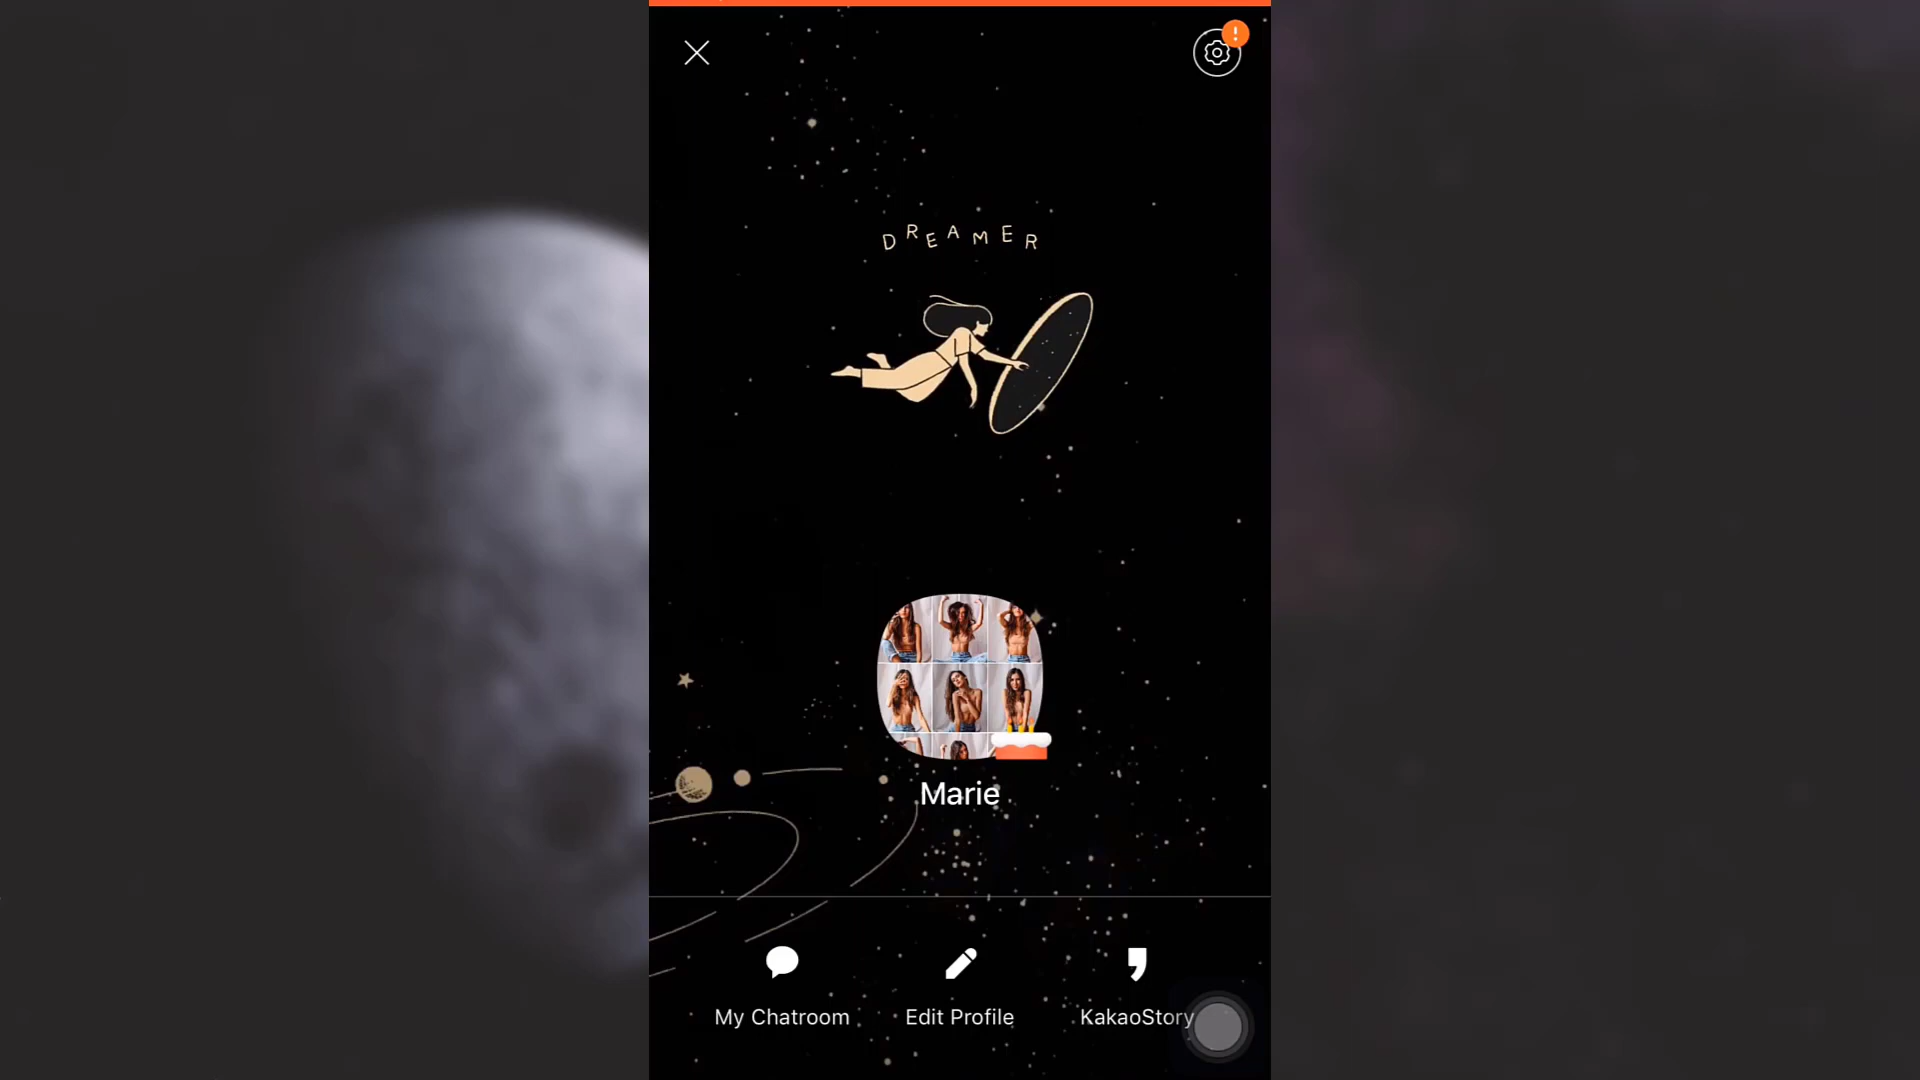 !
DREAMER
Marie
My Chatroom
Edit Profile
KakaoStory